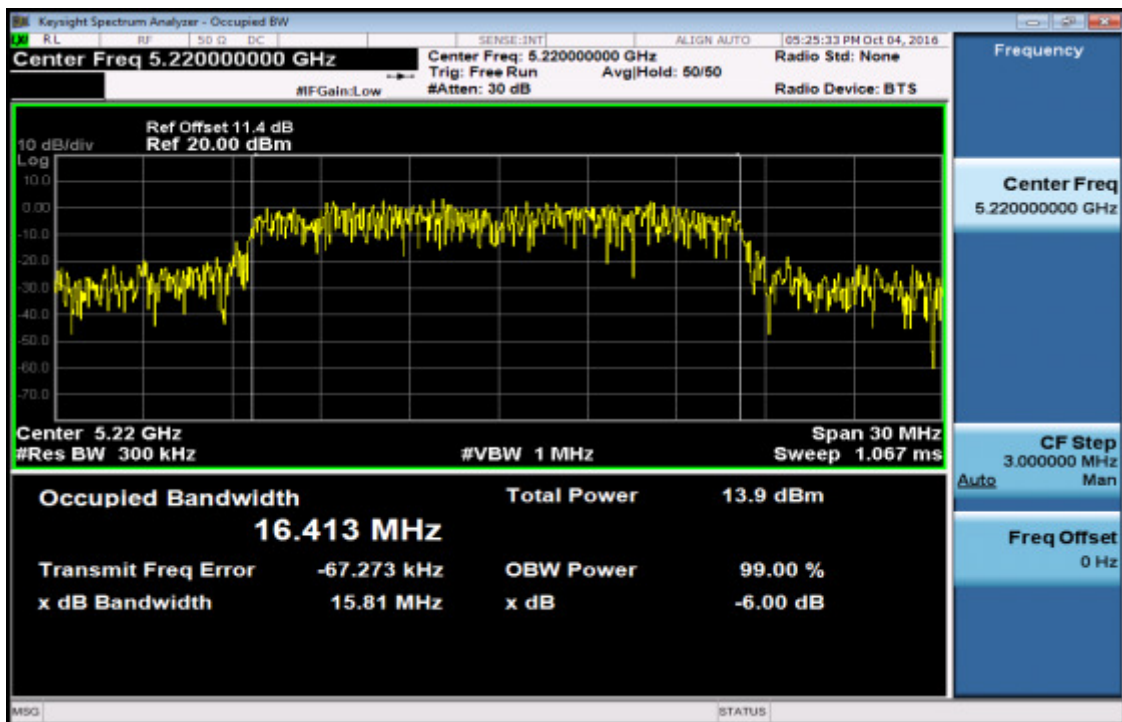 Keysight Spectrum Analyzer - Occupied BW
LXI RL RF 50 Ω DC SENSE:INT ALIGN AUTO 05:25:33 PM Oct 04, 2016
Center Freq 5.220000000 GHz
#IFGain:Low
Center Freq: 5.220000000 GHz
Trig: Free Run Avg|Hold: 50/50
#Atten: 30 dB
Radio Std: None
Radio Device: BTS
Ref Offset 11.4 dB
10 dB/div Ref 20.00 dBm
Log
10.0
0.00
-10.0
-20.0
-30.0
-40.0
-50.0
-60.0
-70.0
Center 5.22 GHz Span 30 MHz
#Res BW 300 kHz #VBW 1 MHz Sweep 1.067 ms
Occupied Bandwidth Total Power 13.9 dBm
16.413 MHz
Transmit Freq Error -67.273 kHz OBW Power 99.00 %
x dB Bandwidth 15.81 MHz x dB -6.00 dB
Frequency
Center Freq
5.220000000 GHz
CF Step
3.000000 MHz
Auto Man
Freq Offset
0 Hz
MSG STATUS